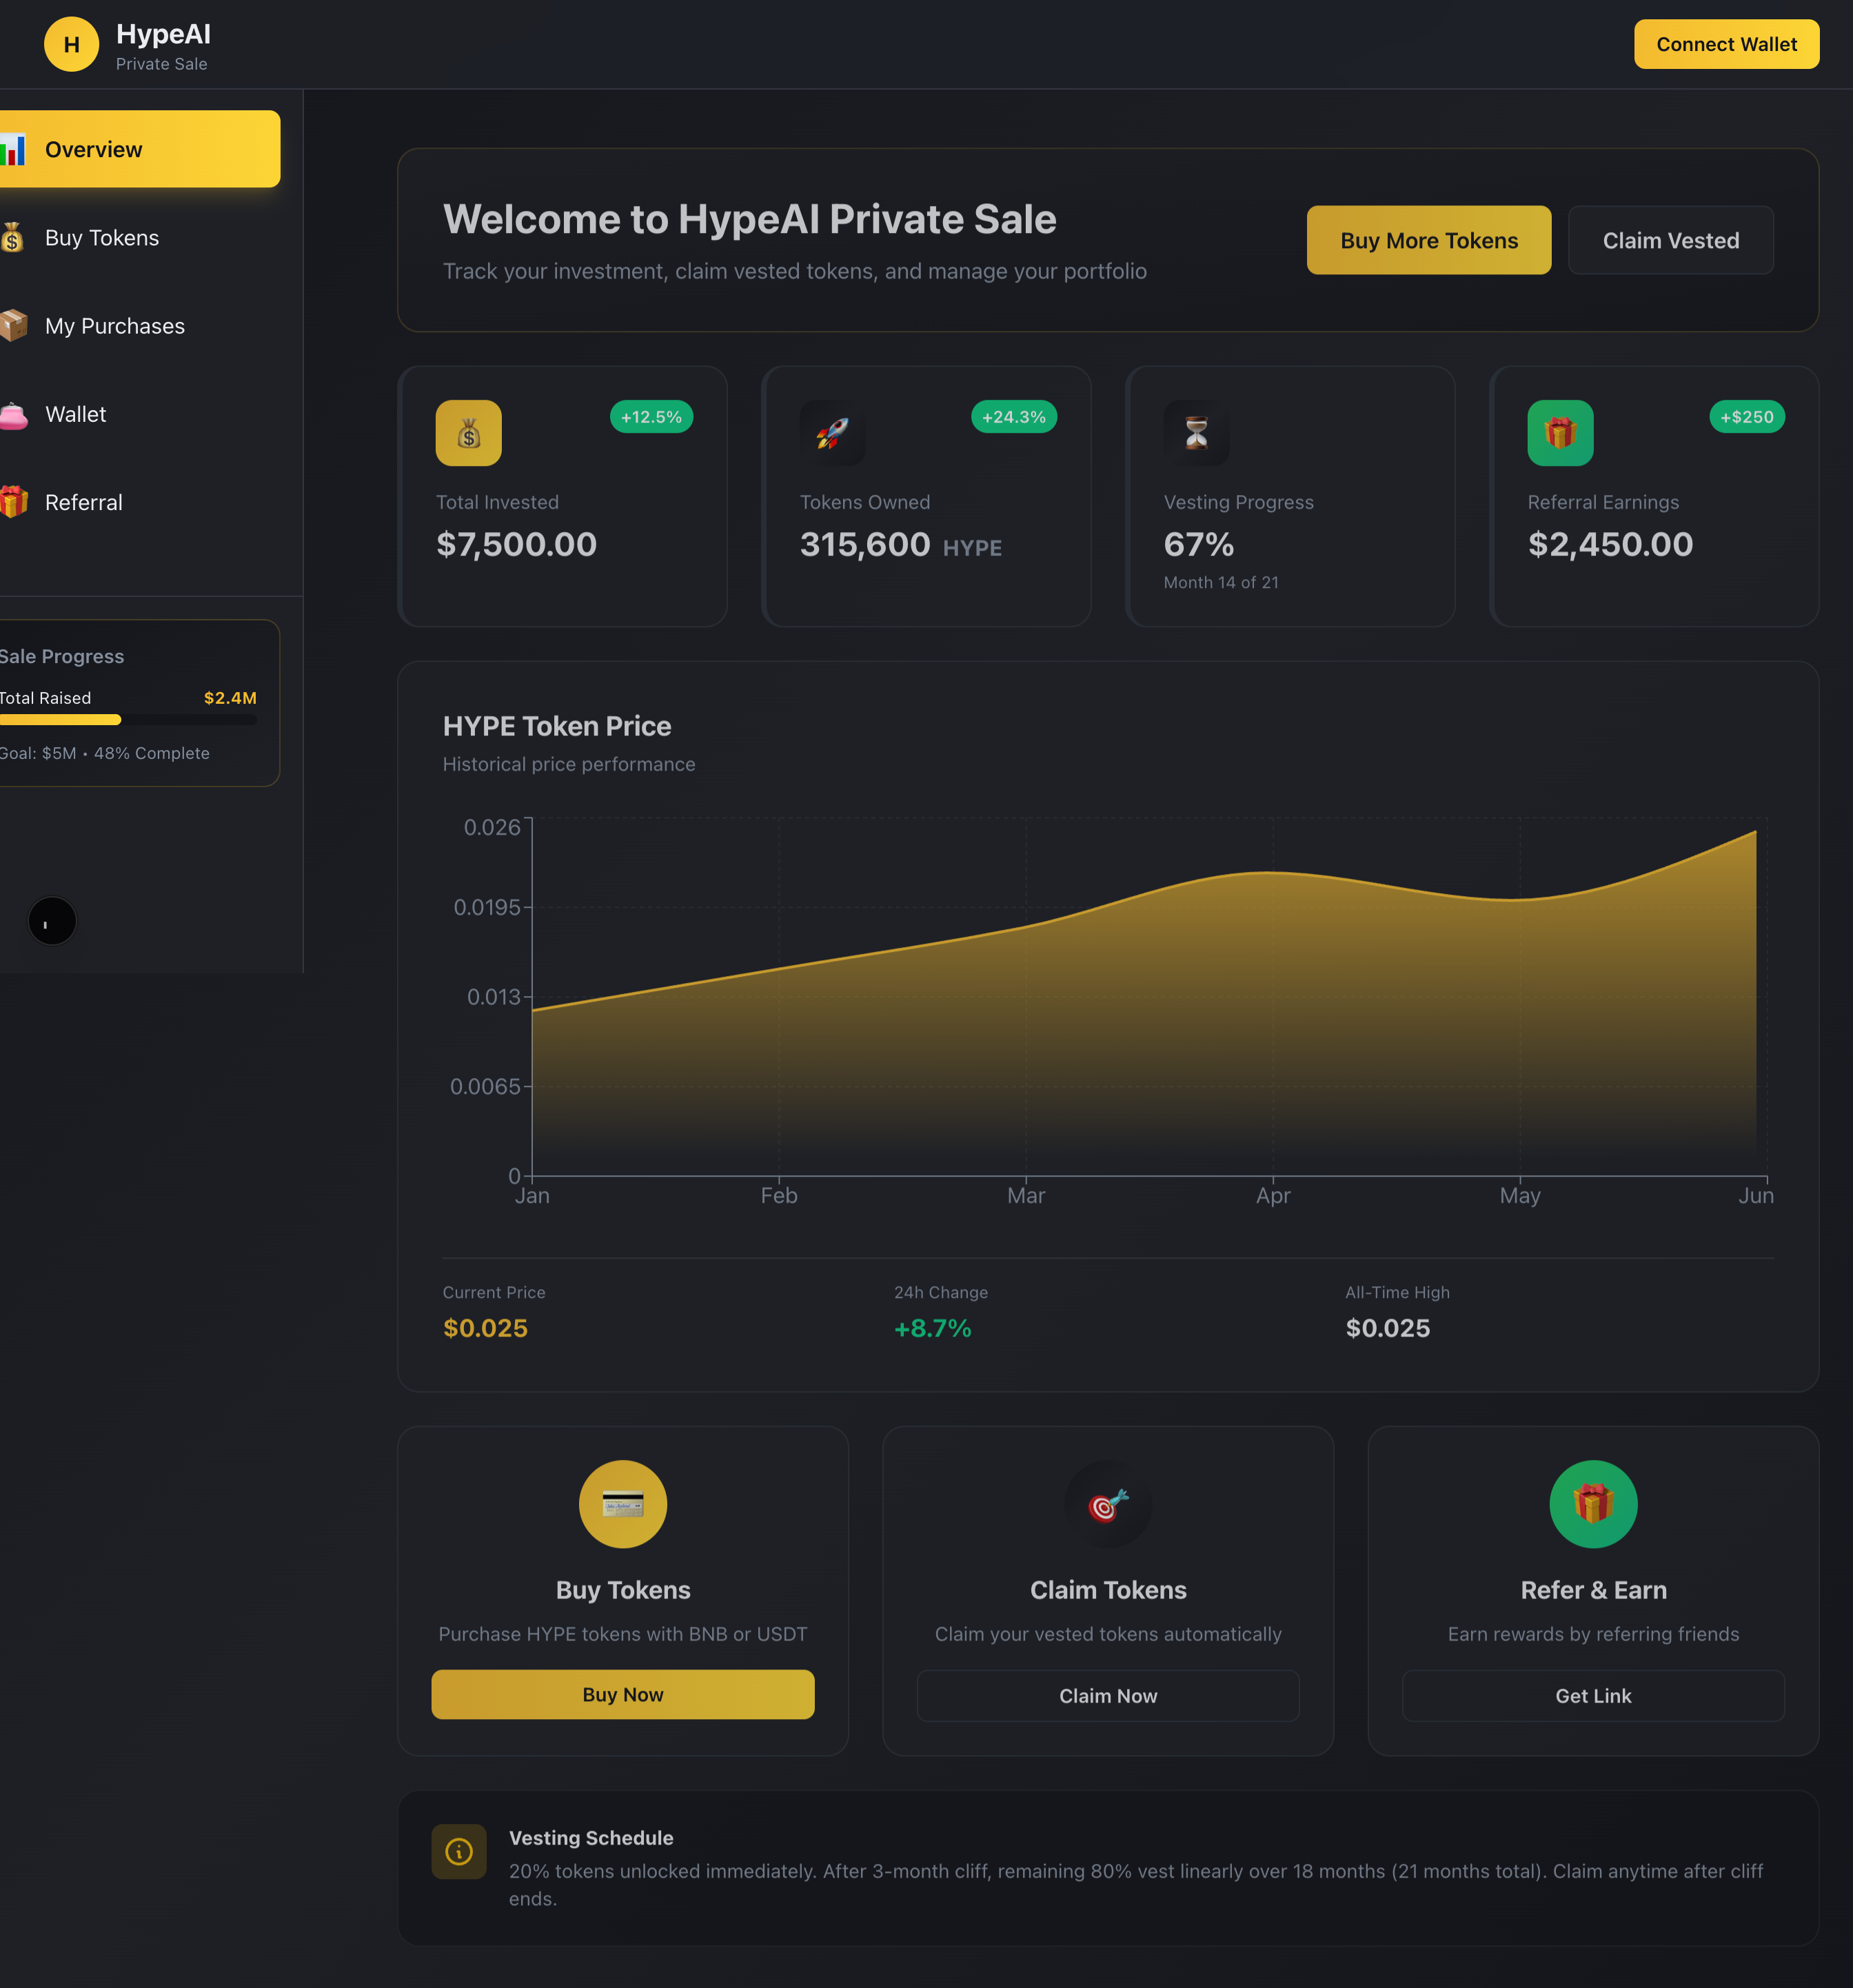 H
HypeAI
Private Sale
Connect Wallet
Overview
Buy Tokens
My Purchases
Wallet
Referral
Sale Progress
Total Raised $2.4M
Goal: $5M • 48% Complete
Welcome to HypeAI Private Sale
Track your investment, claim vested tokens, and manage your portfolio
Buy More Tokens
Claim Vested
+12.5%
Total Invested
$7,500.00
+24.3%
Tokens Owned
315,600 HYPE
Vesting Progress
67%
Month 14 of 21
+$250
Referral Earnings
$2,450.00
HYPE Token Price
Historical price performance
0.026
0.0195
0.013
0.0065
0
Jan Feb Mar Apr May Jun
Current Price
$0.025
24h Change
+8.7%
All-Time High
$0.025
Buy Tokens
Purchase HYPE tokens with BNB or USDT
Buy Now
Claim Tokens
Claim your vested tokens automatically
Claim Now
Refer & Earn
Earn rewards by referring friends
Get Link
Vesting Schedule
20% tokens unlocked immediately. After 3-month cliff, remaining 80% vest linearly over 18 months (21 months total). Claim anytime after cliff
ends.